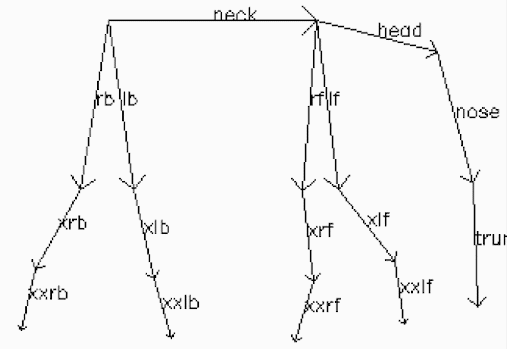 neck
head
rb lb rf lf
nose
xrb xlb xrf xlf
trun
xxrb xxlb xxrf xxlf